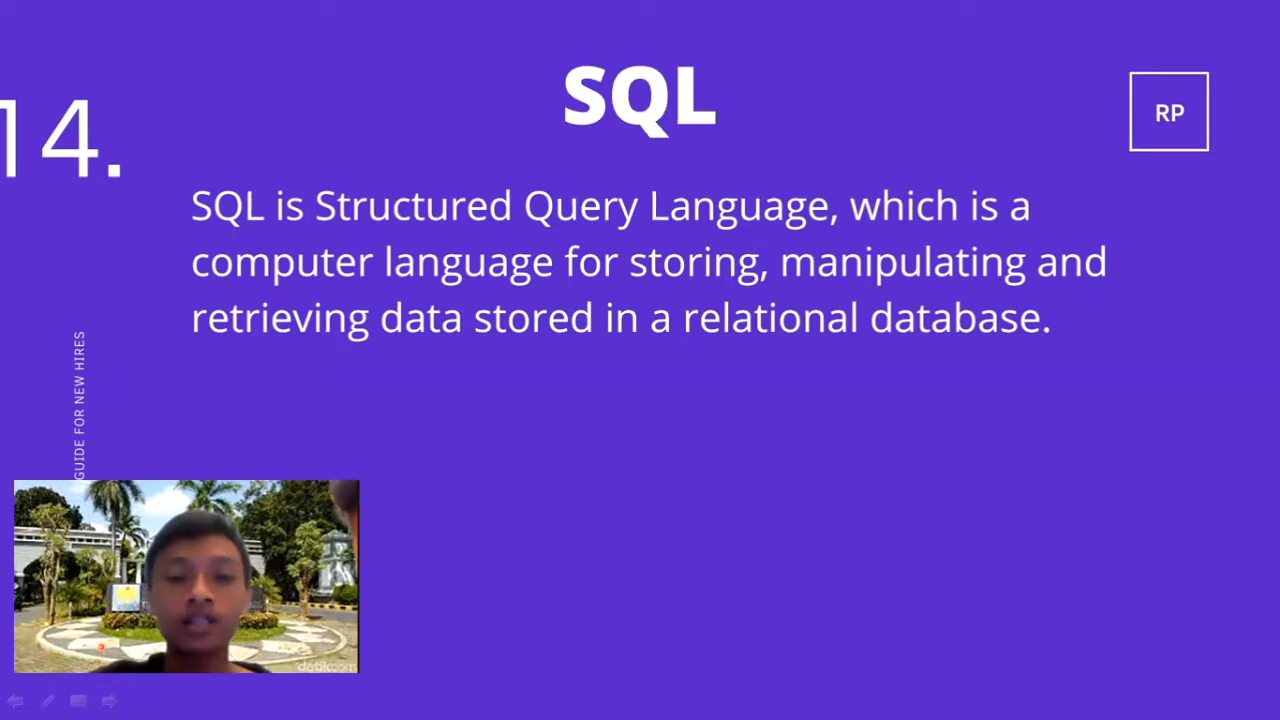 SQL
14.
RP
SQL is Structured Query Language, which is a
computer language for storing, manipulating and
retrieving data stored in a relational database.
GUIDE FOR NEW HIRES
detikcom